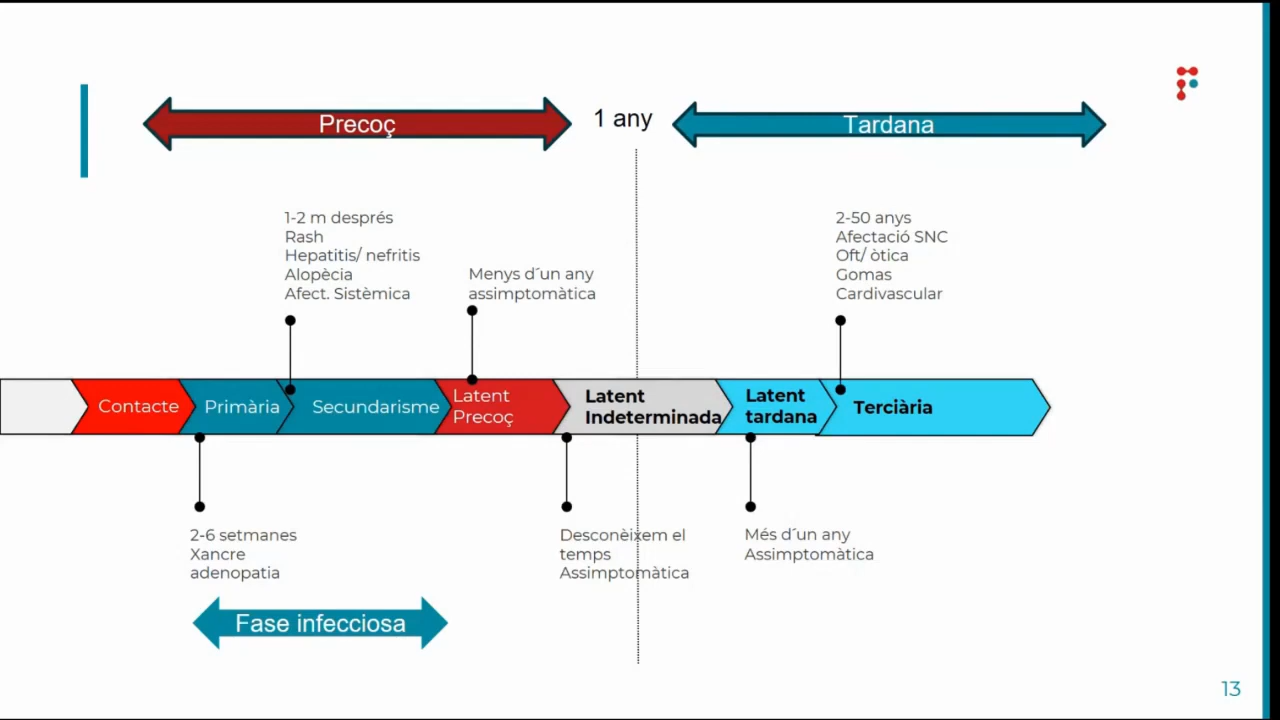 Precoç
1 any
Tardana
1-2 m després
Rash
Hepatitis/ nefritis
Alopècia
Afect. Sistèmica
Menys d´un any
assimptomàtica
2-50 anys
Afectació SNC
Oft/ òtica
Gomas
Cardivascular
Contacte
Primària
Secundarisme
Latent
Precoç
Latent
Indeterminada
Latent
tardana
Terciària
2-6 setmanes
Xancre
adenopatia
Desconèixem el
temps
Assimptomàtica
Més d´un any
Assimptomàtica
Fase infecciosa
13